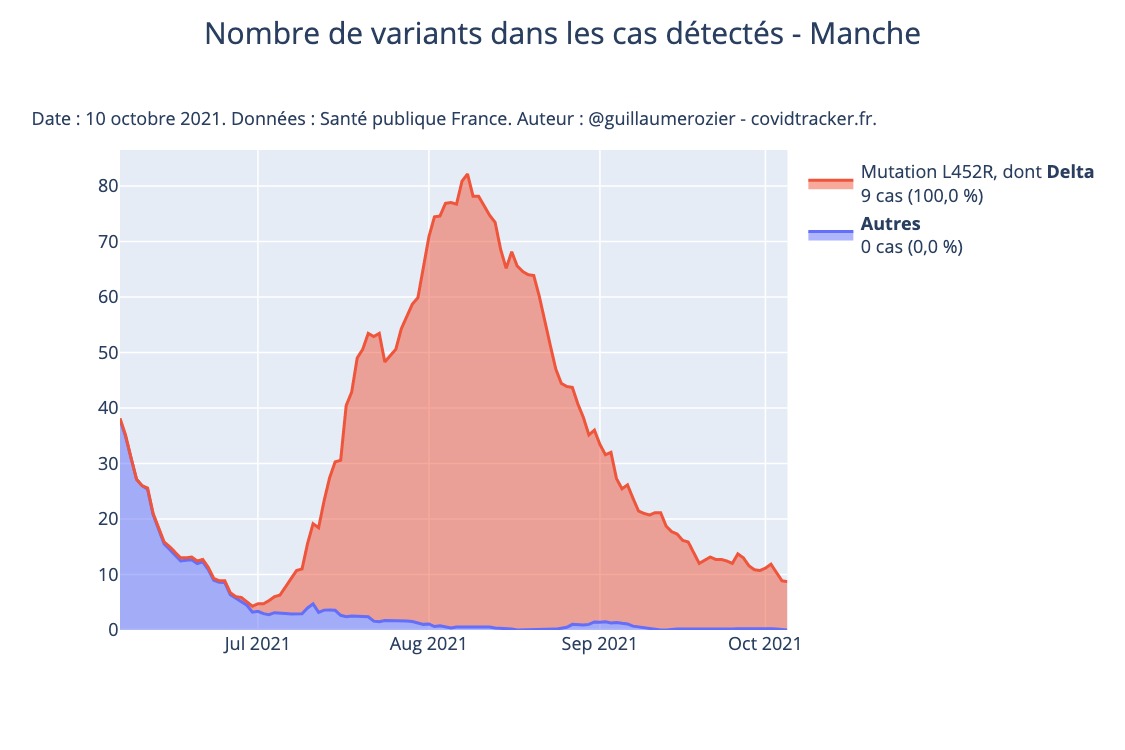 Nombre de variants dans les cas détectés - Manche
Date : 10 octobre 2021. Données : Santé publique France. Auteur : @guillaumerozier - covidtracker.fr.
Mutation L452R, dont Delta
9 cas (100,0 %)
Autres
0 cas (0,0 %)
80
70
60
50
40
30
20
10
0
Jul 2021
Aug 2021
Sep 2021
Oct 2021